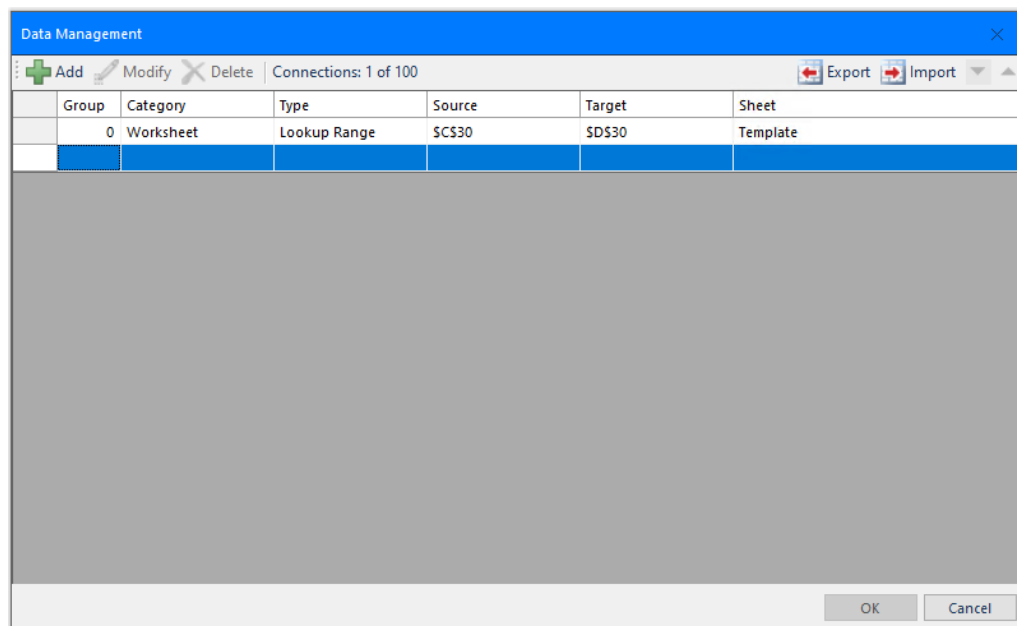 Data Management
Add Modify Delete Connections: 1 of 100 Export Import
Group Category Type Source Target Sheet
0 Worksheet Lookup Range $C$30 $D$30 Template
OK Cancel